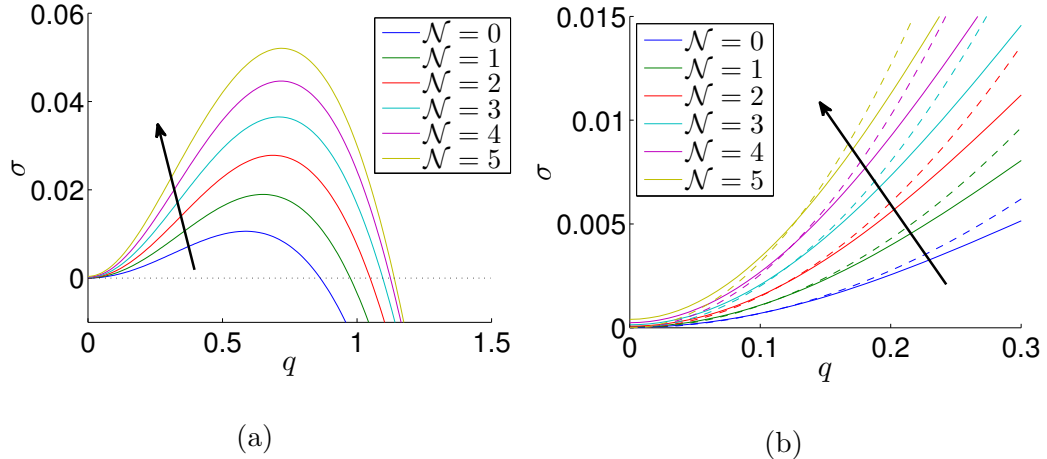 0.06
0.04
0.02
0
σ
0
0.5
1
1.5
q
𝒩 = 0
𝒩 = 1
𝒩 = 2
𝒩 = 3
𝒩 = 4
𝒩 = 5
(a)
0.015
0.01
0.005
0
σ
0
0.1
0.2
0.3
q
𝒩 = 0
𝒩 = 1
𝒩 = 2
𝒩 = 3
𝒩 = 4
𝒩 = 5
(b)